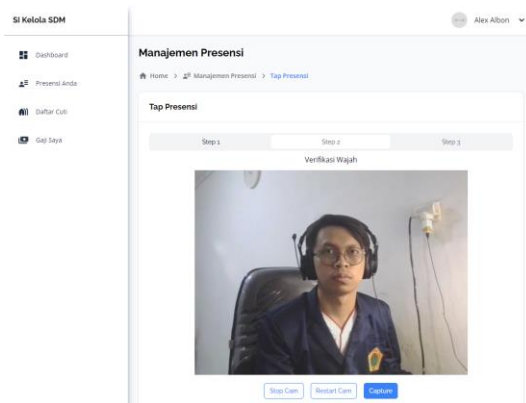 SI Kelola SDM
Alex Albon
Dashboard
Presensi Anda
Daftar Cuti
Gaji Saya
Manajemen Presensi
Home > Manajemen Presensi > Tap Presensi
Tap Presensi
Step 1
Step 2
Step 3
Verifikasi Wajah
Stop Cam
Restart Cam
Capture